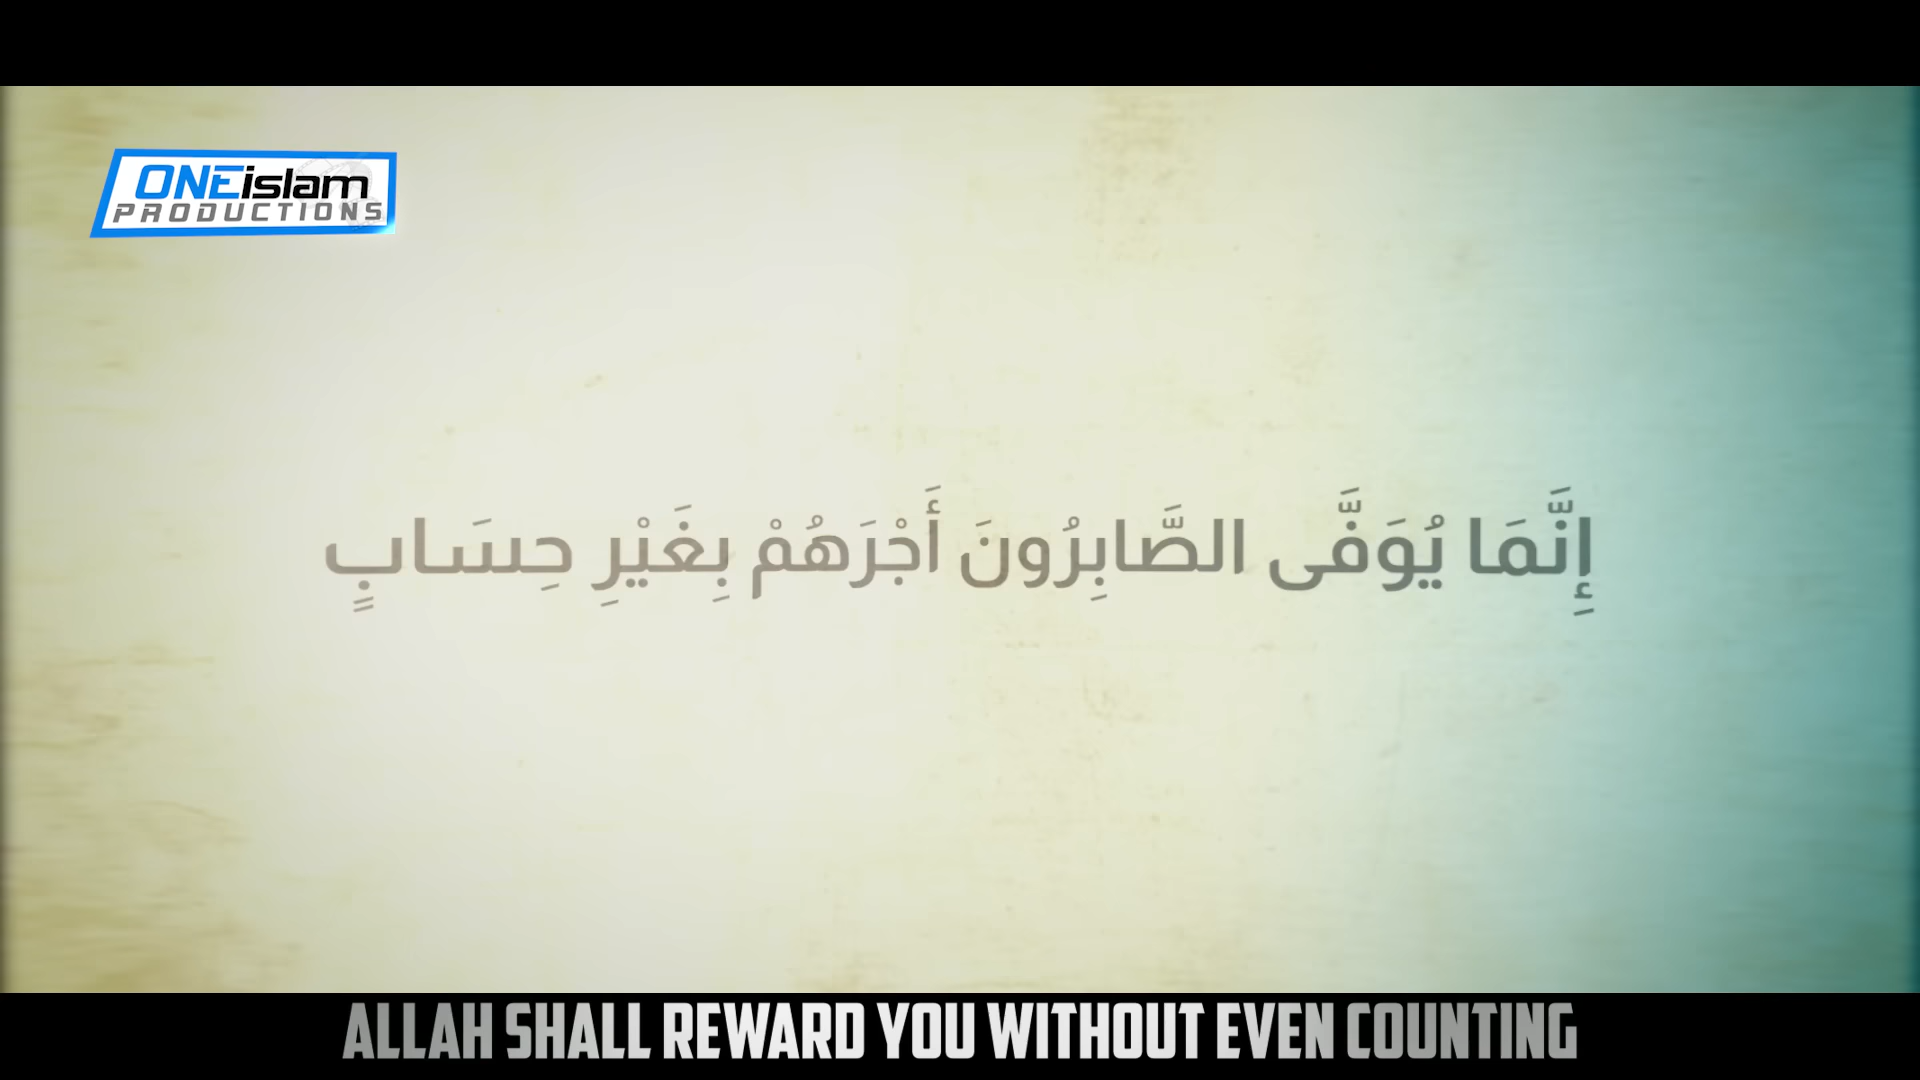 ONEislam
PRODUCTIONS
إِنَّمَا يُوَفَّى الصَّابِرُونَ أَجْرَهُمْ بِغَيْرِ حِسَابٍ
ALLAH SHALL REWARD YOU WITHOUT EVEN COUNTING